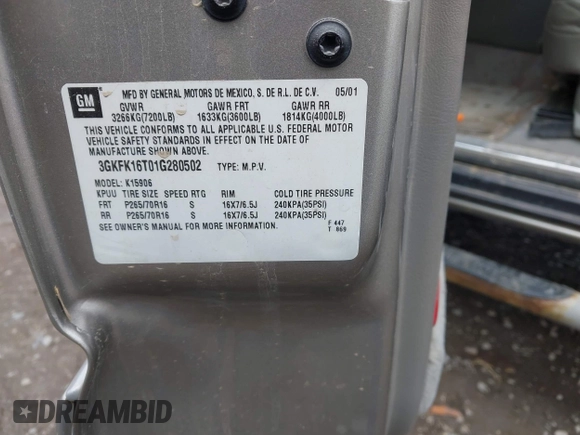 GM
MFD BY GENERAL MOTORS DE MEXICO, S. DE R.L. DE C.V. 05/01
GVWR GAWR FRT GAWR RR
3266KG(7200LB) 1633KG(3600LB) 1814KG(4000LB)
THIS VEHICLE CONFORMS TO ALL APPLICABLE U.S. FEDERAL MOTOR
VEHICLE SAFETY STANDARDS IN EFFECT ON THE DATE OF
MANUFACTURE SHOWN ABOVE.
3GKFK16T01G280502 TYPE: M.P.V.
MODEL: K15906
KPUU TIRE SIZE SPEED RTG RIM COLD TIRE PRESSURE
FRT P265/70R16 S 16X7/6.5J 240KPA(35PSI)
RR P265/70R16 S 16X7/6.5J 240KPA(35PSI)
SEE OWNER'S MANUAL FOR MORE INFORMATION. F 447
T 869
DREAMBID